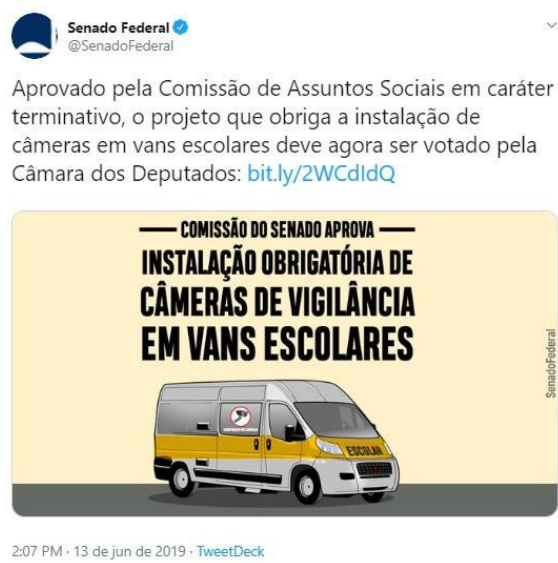 Senado Federal
@SenadoFederal
Aprovado pela Comissão de Assuntos Sociais em caráter
terminativo, o projeto que obriga a instalação de
câmeras em vans escolares deve agora ser votado pela
Câmara dos Deputados: bit.ly/2WCdIdQ
COMISSÃO DO SENADO APROVA
INSTALAÇÃO OBRIGATÓRIA DE
CÂMERAS DE VIGILÂNCIA
EM VANS ESCOLARES
SenadoFederal
ESCOLAR
2:07 PM · 13 de jun de 2019 · TweetDeck